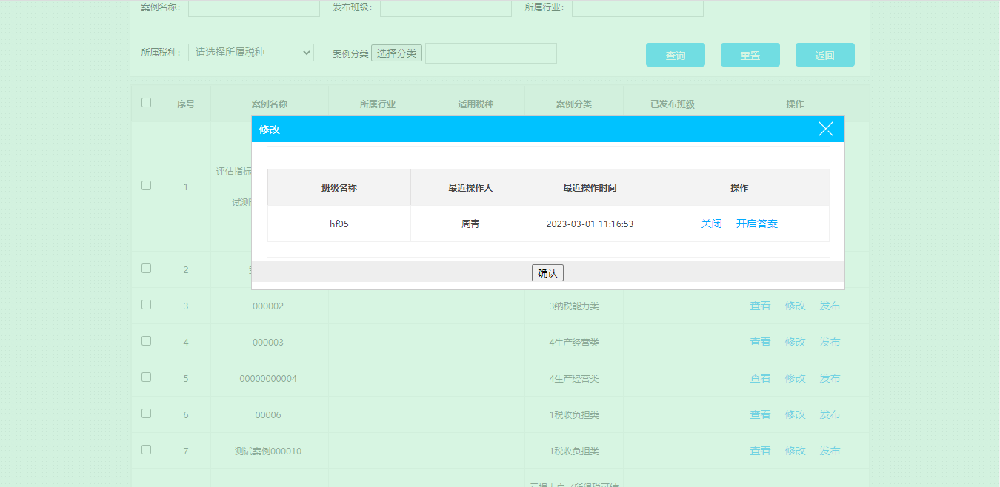 案例名称： 发布班级： 所属行业：
所属税种： 请选择所属税种 案例分类 选择分类 查询 重置 返回
序号 案例名称 所属行业 适用税种 案例分类 已发布班级 操作
修改
评估指标
1
试测
班级名称 最近操作人 最近操作时间 操作
hf05 周青 2023-03-01 11:16:53 关闭 开启答案
2
确认
3 000002 3纳税能力类 查看 修改 发布
4 000003 4生产经营类 查看 修改 发布
5 00000000004 4生产经营类 查看 修改 发布
6 00006 1税收负担类 查看 修改 发布
7 测试案例000010 1税收负担类 查看 修改 发布